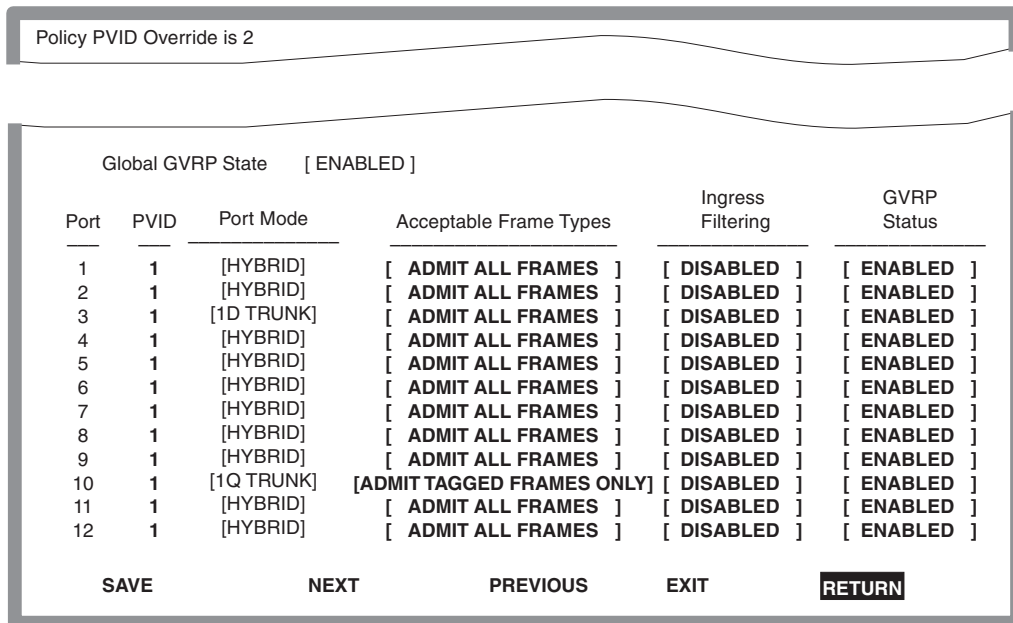 Policy PVID Override is 2
Global GVRP State [ ENABLED ]
Port PVID Port Mode Acceptable Frame Types Ingress Filtering GVRP Status
1 1 [HYBRID] [ ADMIT ALL FRAMES ] [ DISABLED ] [ ENABLED ]
2 1 [HYBRID] [ ADMIT ALL FRAMES ] [ DISABLED ] [ ENABLED ]
3 1 [1D TRUNK] [ ADMIT ALL FRAMES ] [ DISABLED ] [ ENABLED ]
4 1 [HYBRID] [ ADMIT ALL FRAMES ] [ DISABLED ] [ ENABLED ]
5 1 [HYBRID] [ ADMIT ALL FRAMES ] [ DISABLED ] [ ENABLED ]
6 1 [HYBRID] [ ADMIT ALL FRAMES ] [ DISABLED ] [ ENABLED ]
7 1 [HYBRID] [ ADMIT ALL FRAMES ] [ DISABLED ] [ ENABLED ]
8 1 [HYBRID] [ ADMIT ALL FRAMES ] [ DISABLED ] [ ENABLED ]
9 1 [HYBRID] [ ADMIT ALL FRAMES ] [ DISABLED ] [ ENABLED ]
10 1 [1Q TRUNK] [ADMIT TAGGED FRAMES ONLY] [ DISABLED ] [ ENABLED ]
11 1 [HYBRID] [ ADMIT ALL FRAMES ] [ DISABLED ] [ ENABLED ]
12 1 [HYBRID] [ ADMIT ALL FRAMES ] [ DISABLED ] [ ENABLED ]
SAVE NEXT PREVIOUS EXIT RETURN